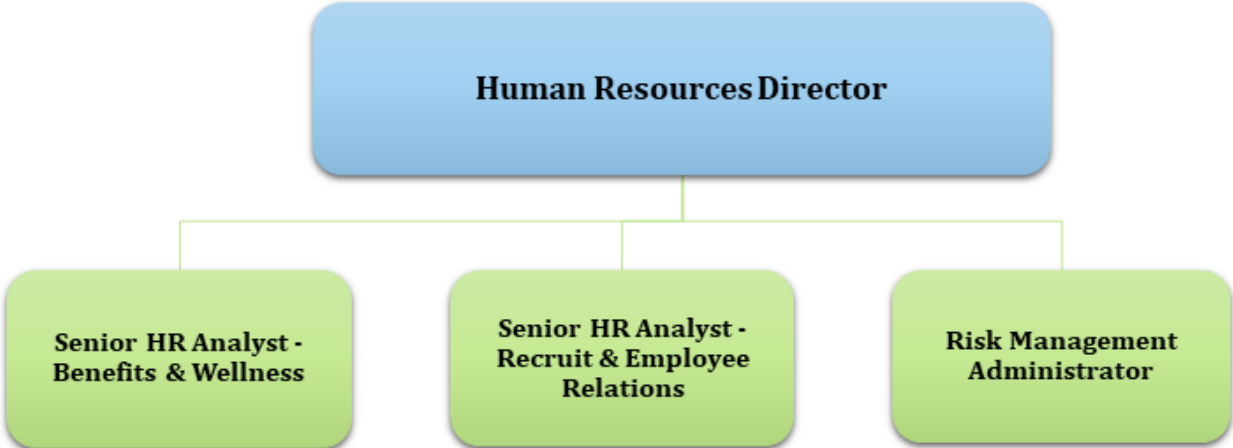 Human Resources Director
Senior HR Analyst -
Benefits & Wellness
Senior HR Analyst -
Recruit & Employee
Relations
Risk Management
Administrator